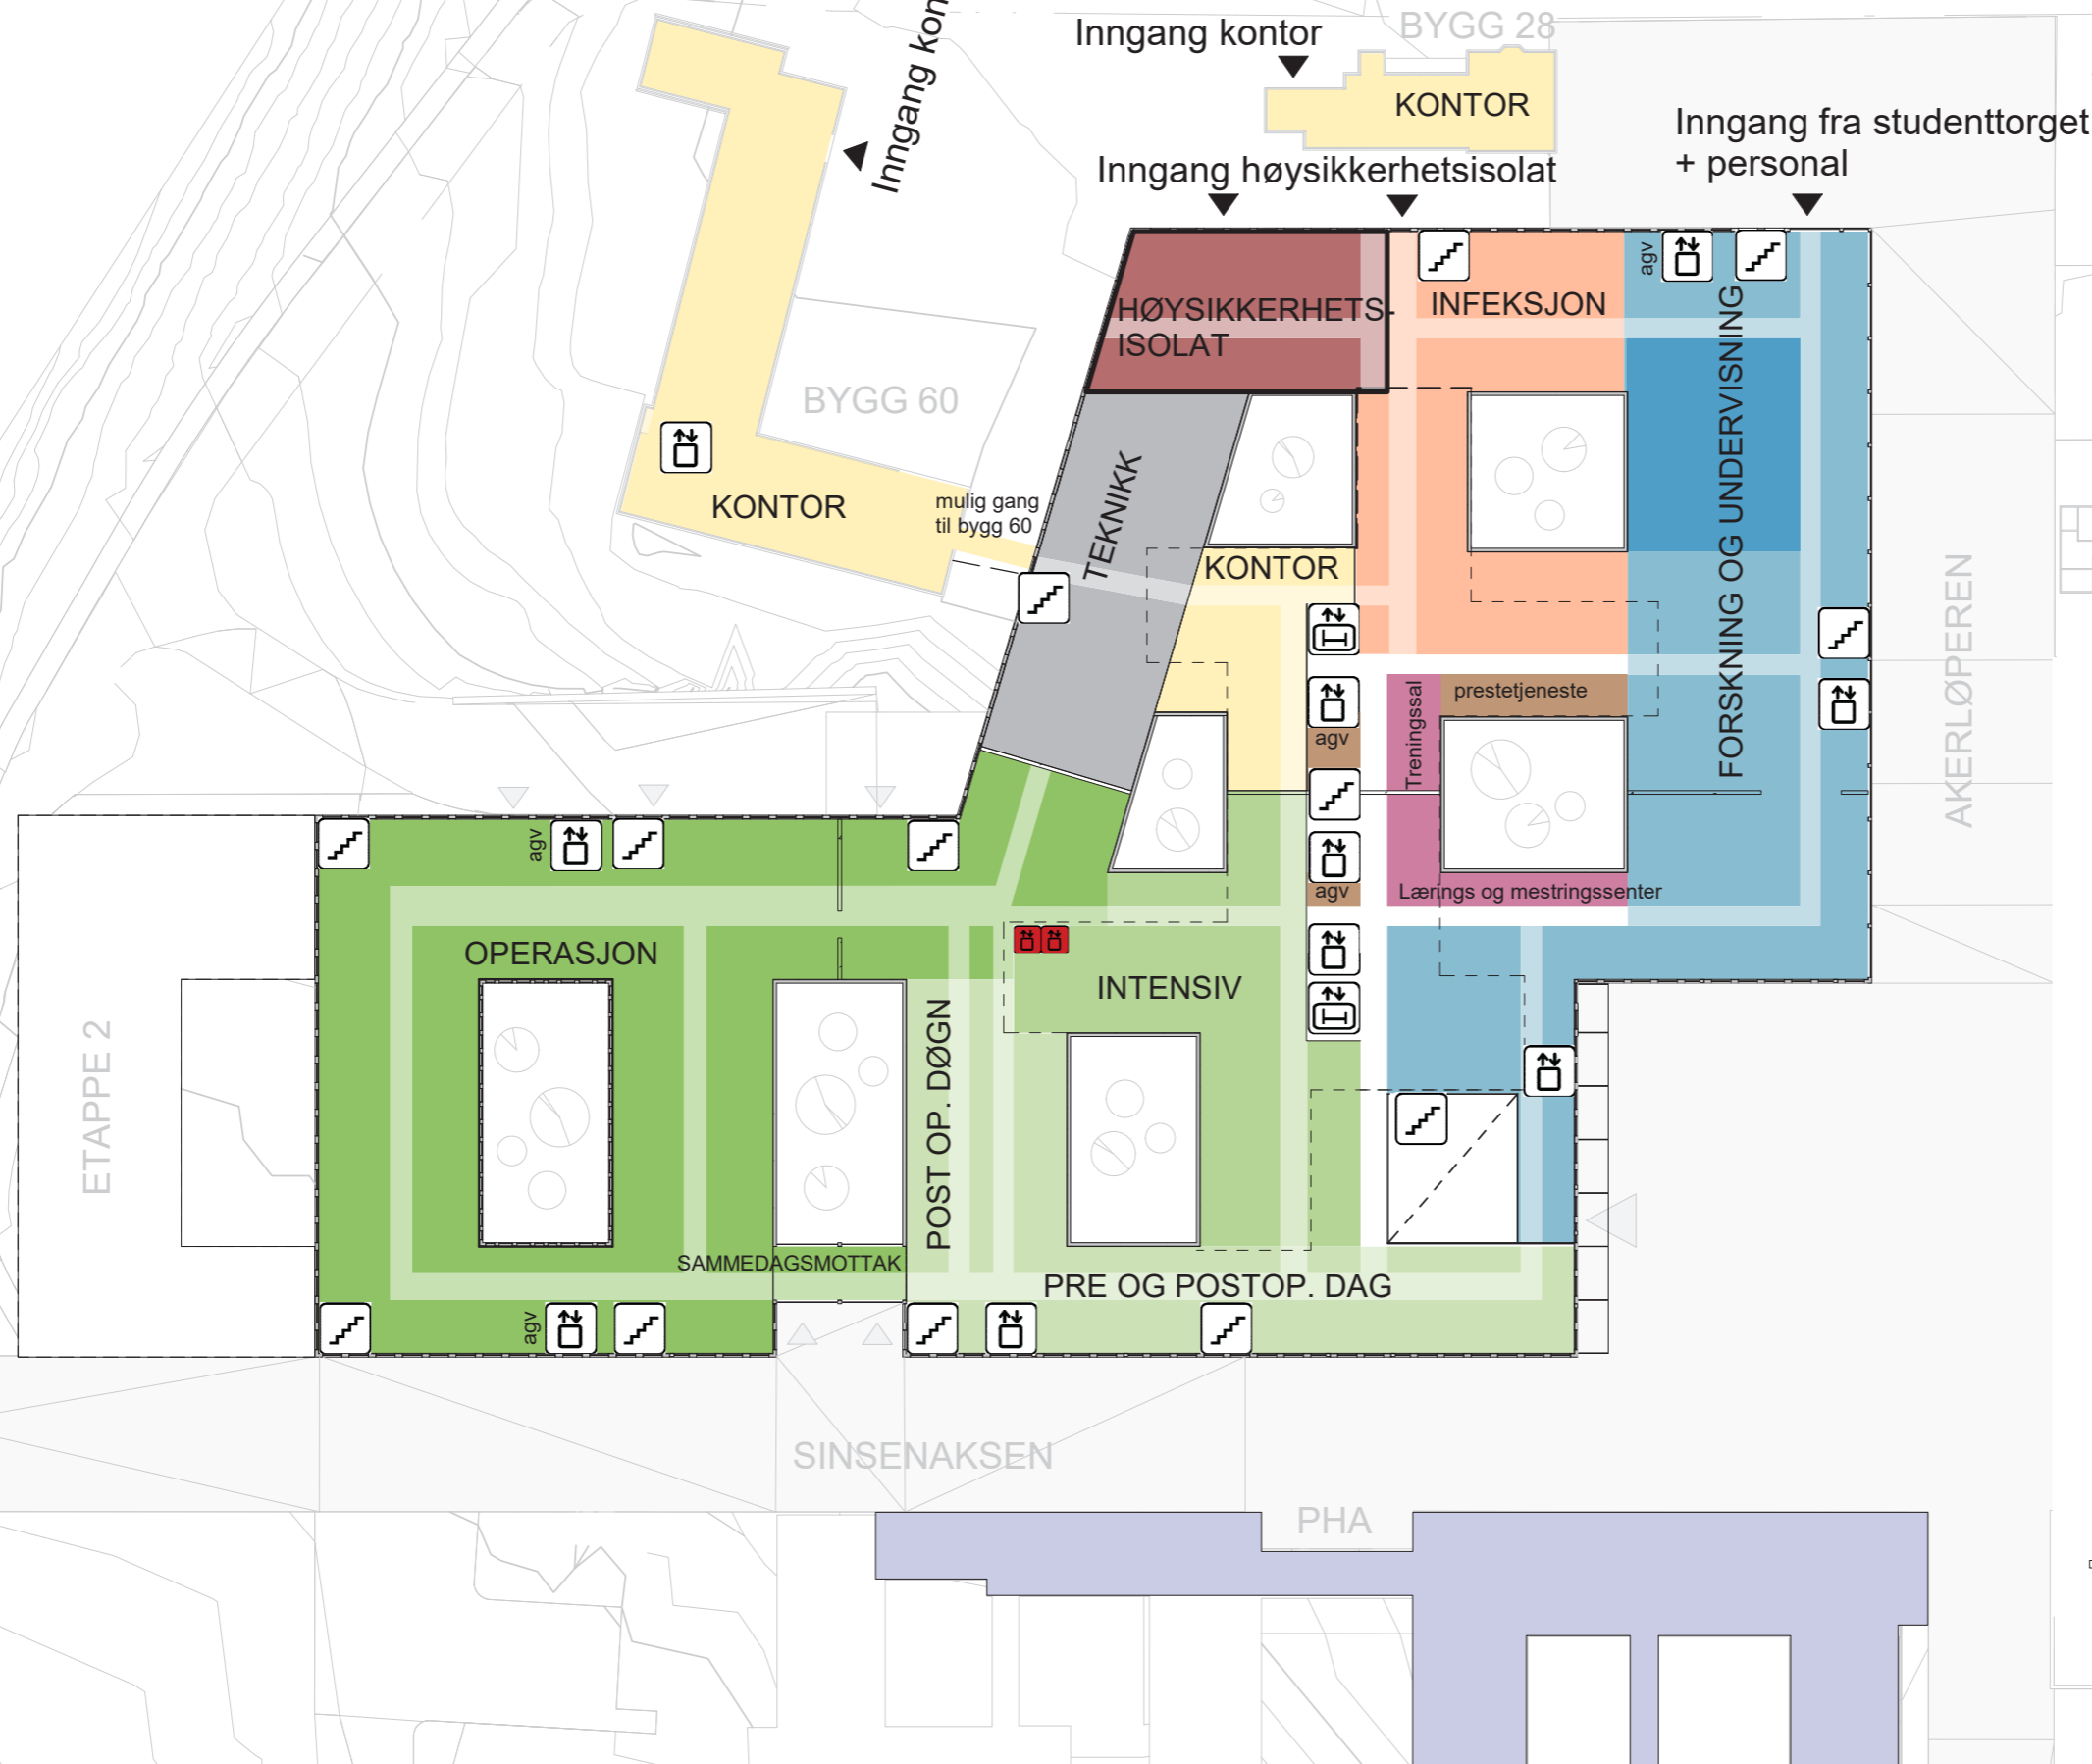 Inngang kon
Inngang kontor
BYGG 28
KONTOR
Inngang fra studenttorget
+ personal
Inngang høysikkerhetsisolat
agv
HØYSIKKERHETS-
ISOLAT
INFEKSJON
FORSKNING OG UNDERVISNING
BYGG 60
KONTOR
mulig gang
til bygg 60
TEKNIKK
KONTOR
AKERLØPEREN
Treningssal
prestetjeneste
agv
agv
agv
Lærings og mestringssenter
OPERASJON
INTENSIV
POST OP. DØGN
ETAPPE 2
SAMMEDAGSMOTTAK
PRE OG POSTOP. DAG
agv
SINSENAKSEN
PHA